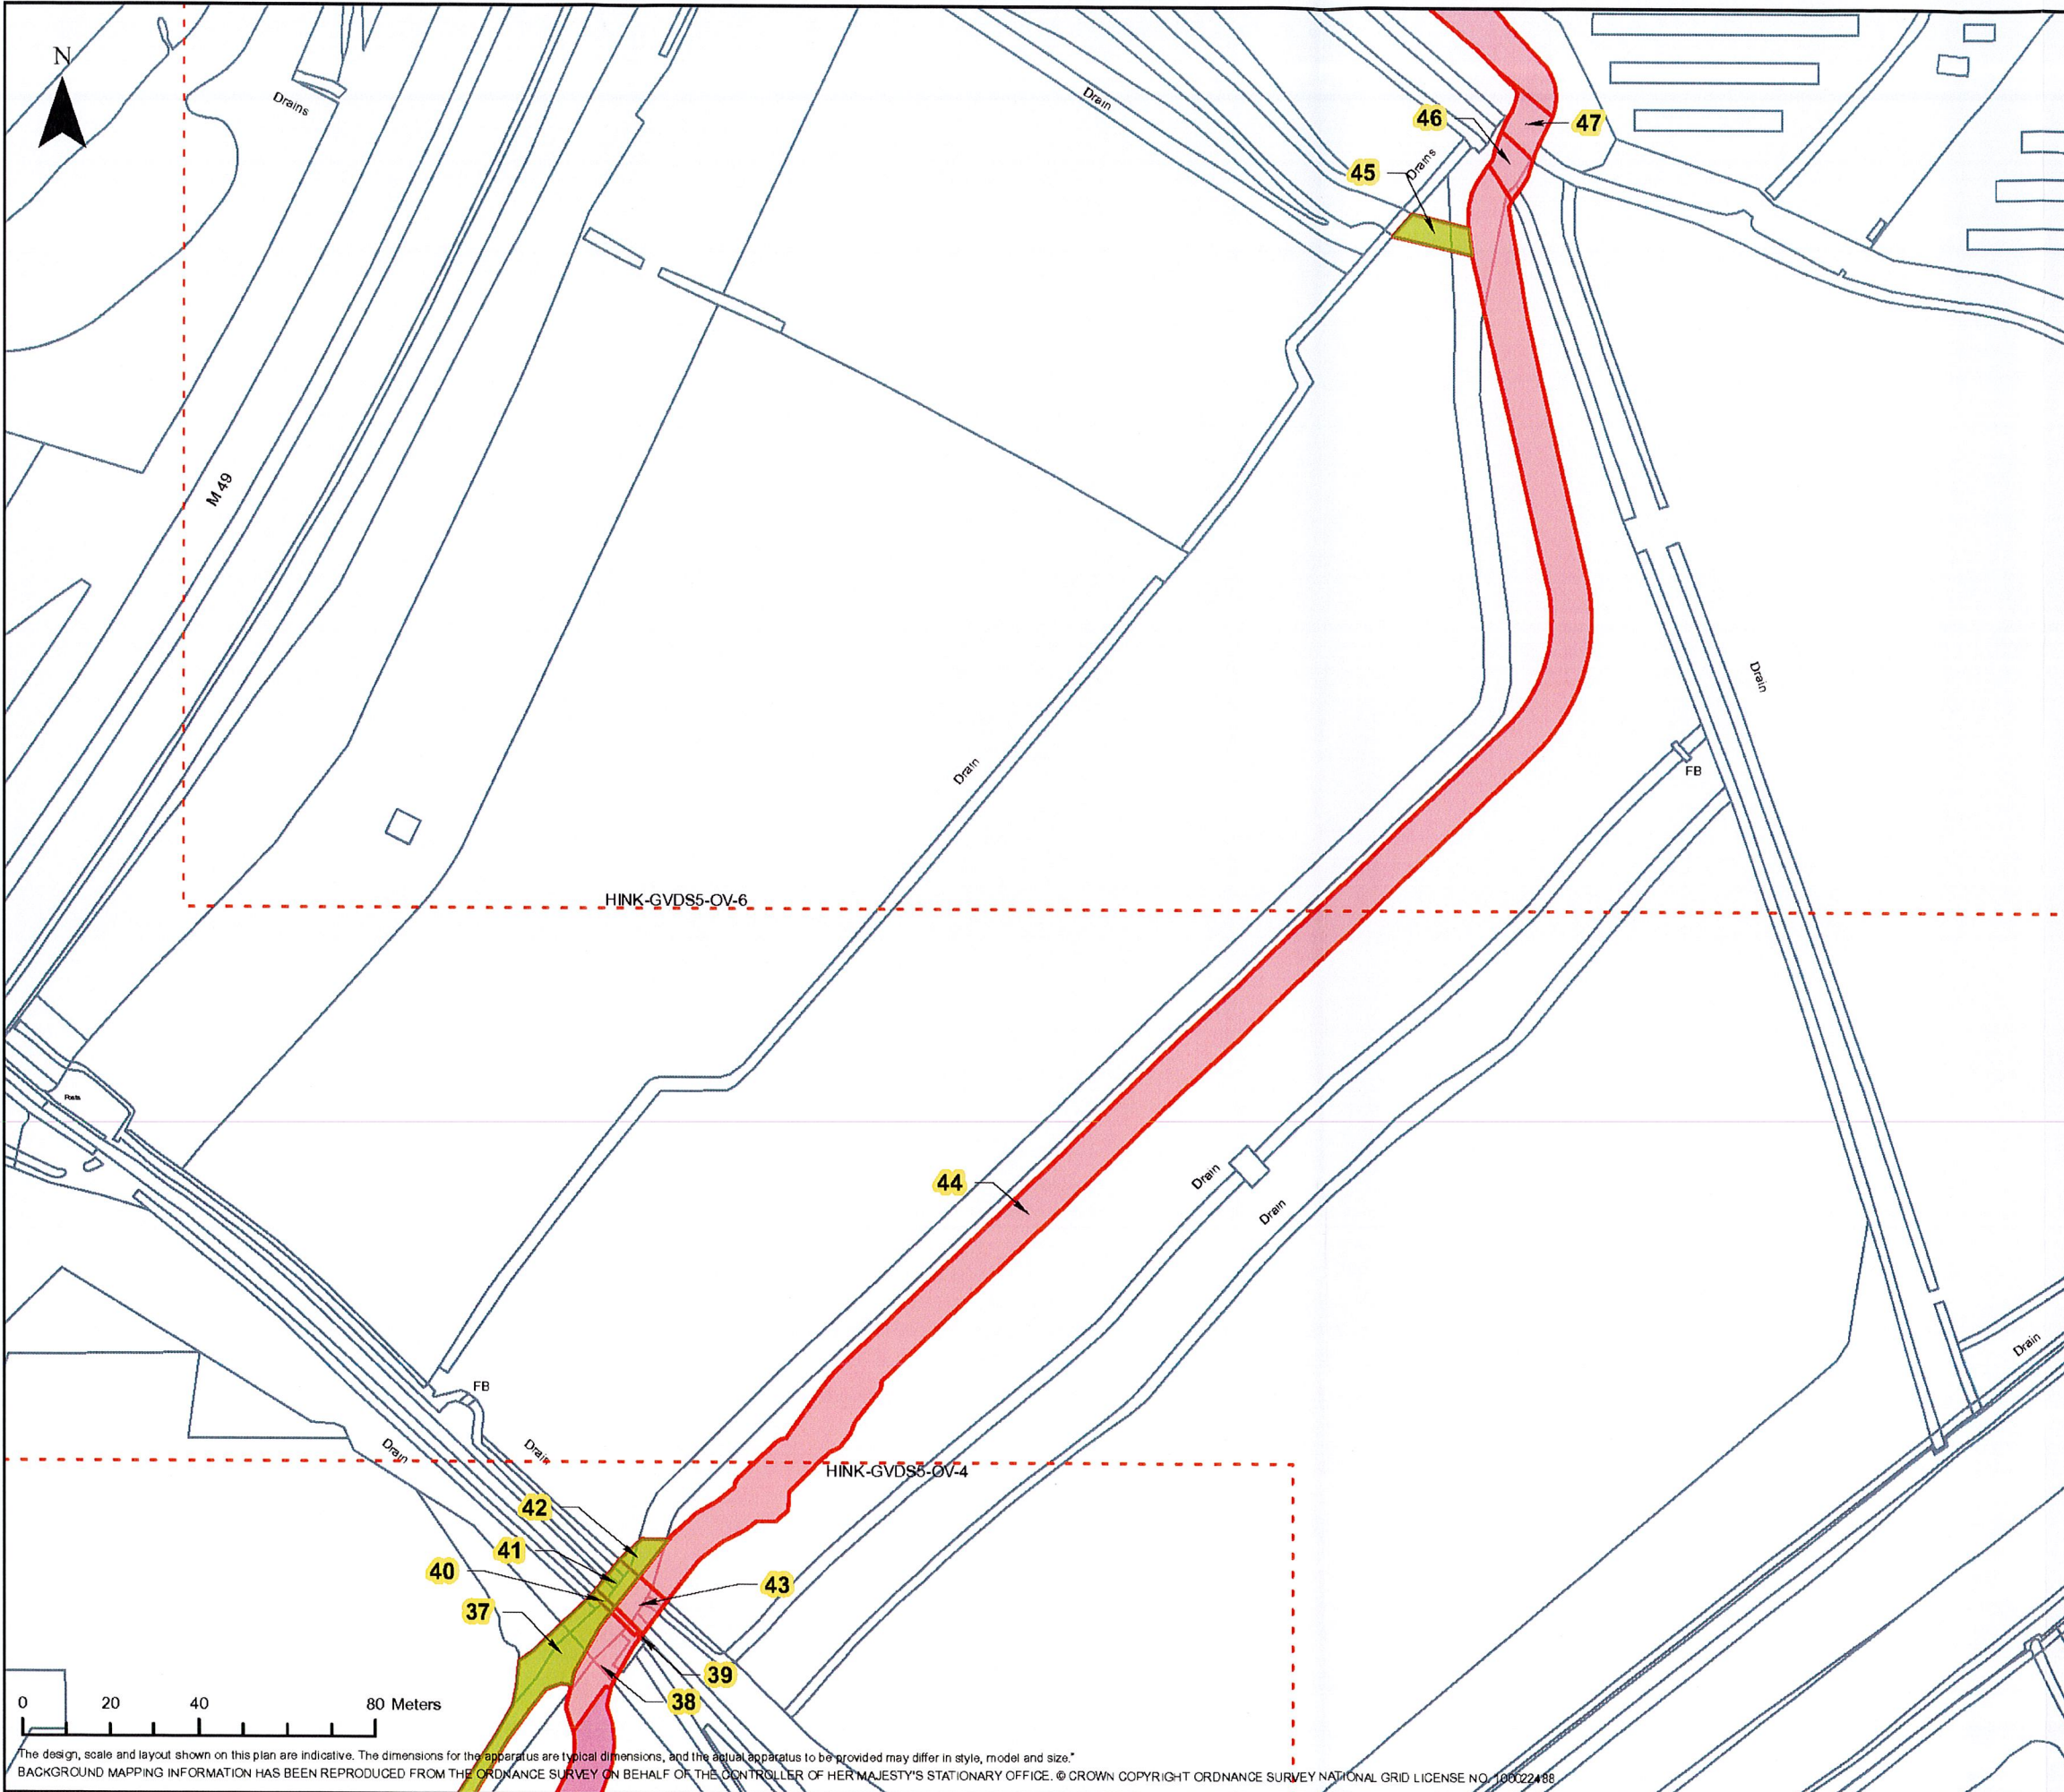 N
Drains
Drain
46
47
45
Drains
M 49
Drain
Drain
FB
HINK-GVDS5-OV-6
Posts
44
Drain
Drain
Drain
FB
Drain
Drain
HINK-GVDS5-OV-4
42
41
40
43
37
39
38
0 20 40 80 Meters
The design, scale and layout shown on this plan are indicative. The dimensions for the apparatus are typical dimensions, and the actual apparatus to be provided may differ in style, model and size."
BACKGROUND MAPPING INFORMATION HAS BEEN REPRODUCED FROM THE ORDNANCE SURVEY ON BEHALF OF THE CONTROLLER OF HER MAJESTY'S STATIONARY OFFICE. © CROWN COPYRIGHT ORDNANCE SURVEY NATIONAL GRID LICENSE NO. 100022488